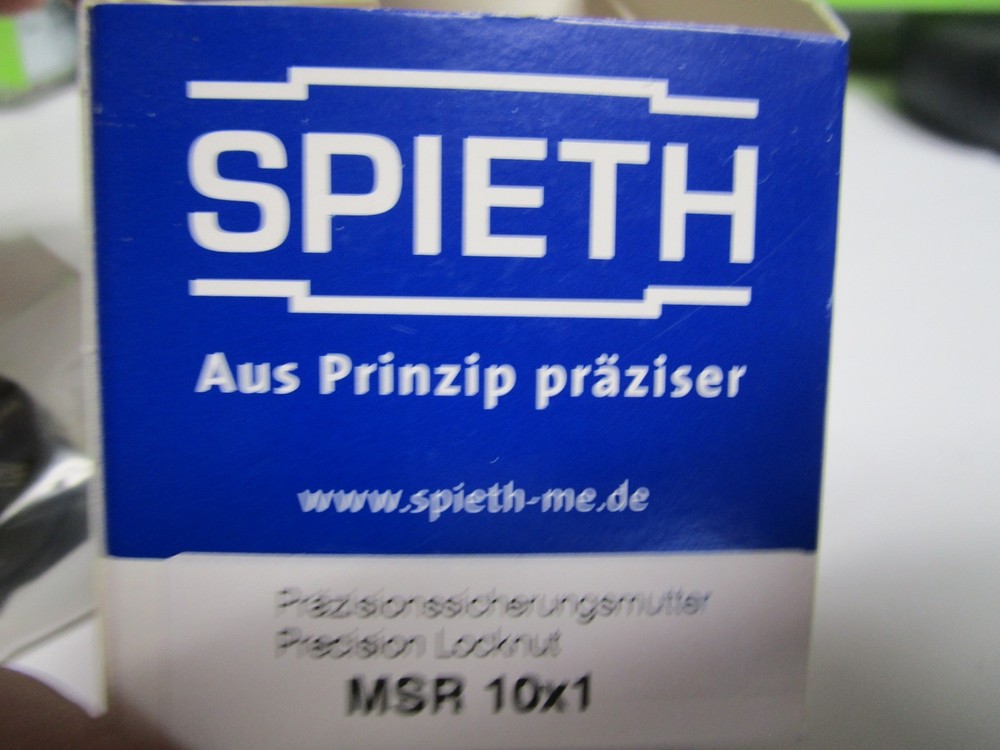 SPIETH
Aus Prinzip präziser
www.spieth-me.de
Präzisionssicherungsmutter
Precision Locknut
MSR 10x1